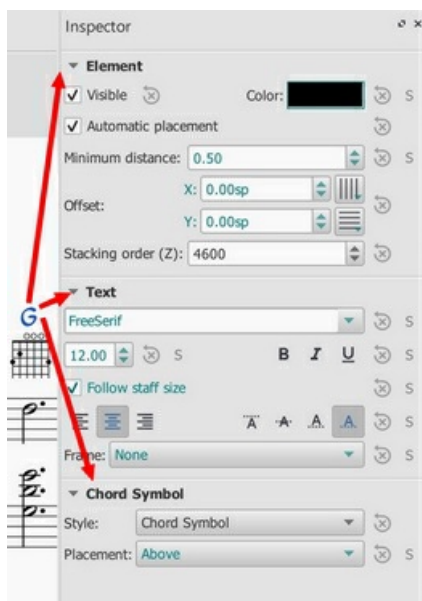 Inspector
Element
Visible Color: S
Automatic placement
Minimum distance: 0.50 S
X: 0.00sp
Offset:
Y: 0.00sp
Stacking order (Z): 4600
Text
G
FreeSerif S
12.00 S B I U S
Follow staff size S
A A A A S
Frame: None S
Chord Symbol
Style: Chord Symbol
Placement: Above S